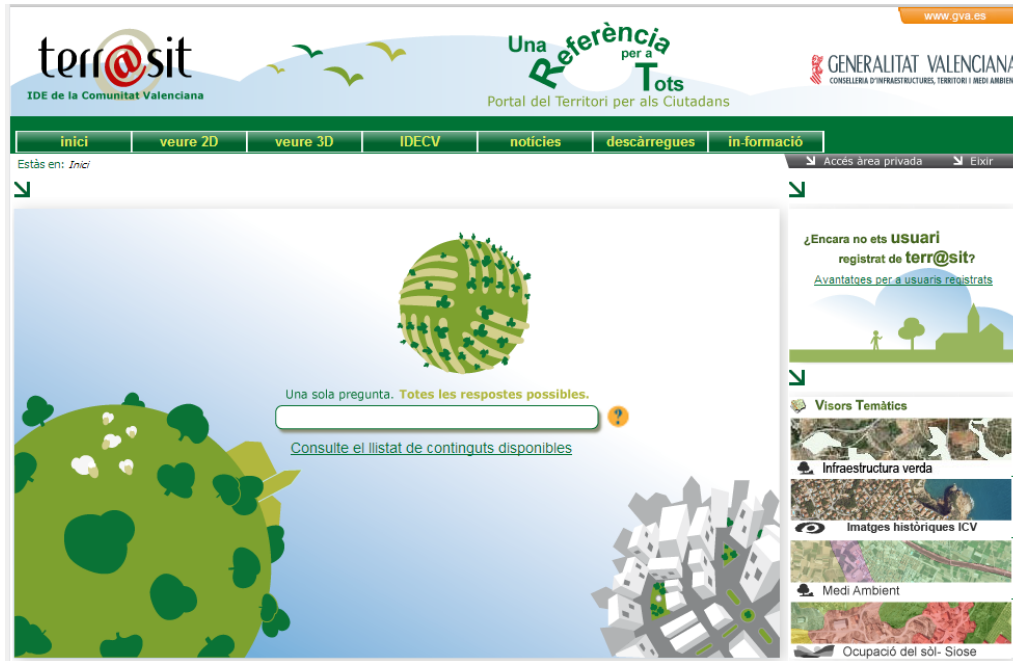 www.gva.es
terr@sit
IDE de la Comunitat Valenciana
Una Referència per a Tots
Portal del Territori per als Ciutadans
GENERALITAT VALENCIANA
CONSELLERIA D'INFRAESTRUCTURES, TERRITORI I MEDI AMBIEN
inici
veure 2D
veure 3D
IDECV
notícies
descàrregues
in-formació
Estàs en: Inici
Accés àrea privada
Eixir
¿Encara no ets usuari
registrat de terr@sit?
Avantatges per a usuaris registrats
Una sola pregunta. Totes les respostes possibles.
?
Consulte el llistat de continguts disponibles
Visors Temàtics
Infraestructura verda
Imatges històriques ICV
Medi Ambient
Ocupació del sòl- Siose